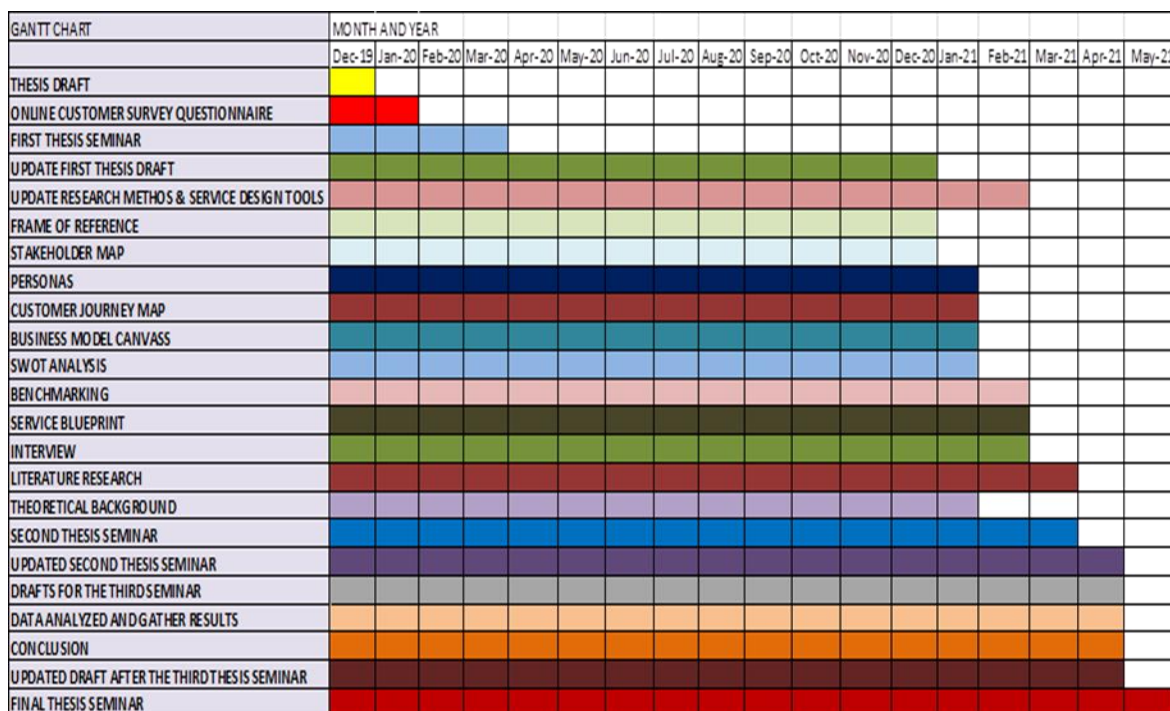 GANTT CHART MONTH AND YEAR
Dec-19 Jan-20 Feb-20 Mar-20 Apr-20 May-20 Jun-20 Jul-20 Aug-20 Sep-20 Oct-20 Nov-20 Dec-20 Jan-21 Feb-21 Mar-21 Apr-21
THESIS DRAFT
ONLINE CUSTOMER SURVEY QUESTIONNAIRE
FIRST THESIS SEMINAR
UPDATE FIRST THESIS DRAFT
UPDATE RESEARCH METHOS & SERVICE DESIGN TOOLS
FRAME OF REFERENCE
STAKEHOLDER MAP
PERSONAS
CUSTOMER JOURNEY MAP
BUSINESS MODEL CANVASS
SWOT ANALYSIS
BENCHMARKING
SERVICE BLUEPRINT
INTERVIEW
LITERATURE RESEARCH
THEORETICAL BACKGROUND
SECOND THESIS SEMINAR
UPDATED SECOND THESIS SEMINAR
DRAFTS FOR THE THIRD SEMINAR
DATA ANALYZED AND GATHER RESULTS
CONCLUSION
UPDATED DRAFT AFTER THE THIRD THESIS SEMINAR
FINAL THESIS SEMINAR